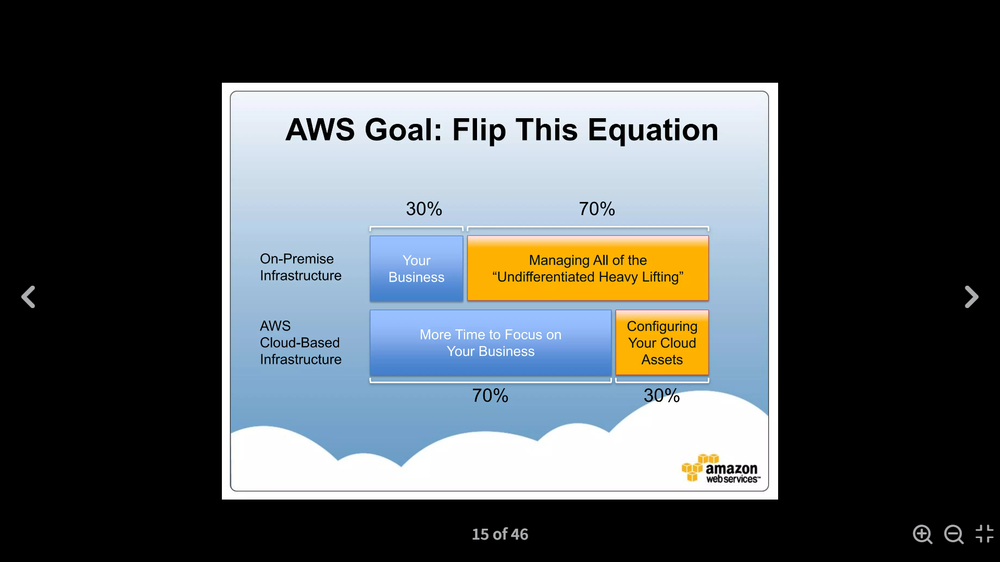 AWS Goal: Flip This Equation
30%
70%
On-Premise
Infrastructure
Your
Business
Managing All of the
“Undifferentiated Heavy Lifting”
AWS
Cloud-Based
Infrastructure
More Time to Focus on
Your Business
Configuring
Your Cloud
Assets
70%
30%
amazon
webservices™
15 of 46